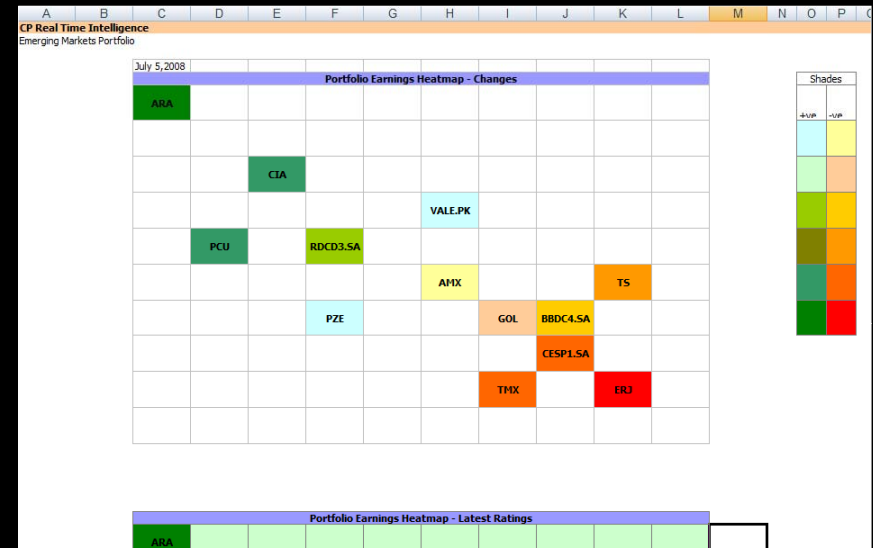 A B C D E F G H I J K L M N O P
CP Real Time Intelligence
Emerging Markets Portfolio
July 5,2008
Portfolio Earnings Heatmap - Changes
Shades
+ve -ve
ARA
CIA
VALE.PK
PCU RDCD3.SA
AMX TS
PZE GOL BBDC4.SA
CESP1.SA
TMX ERJ
Portfolio Earnings Heatmap - Latest Ratings
ARA